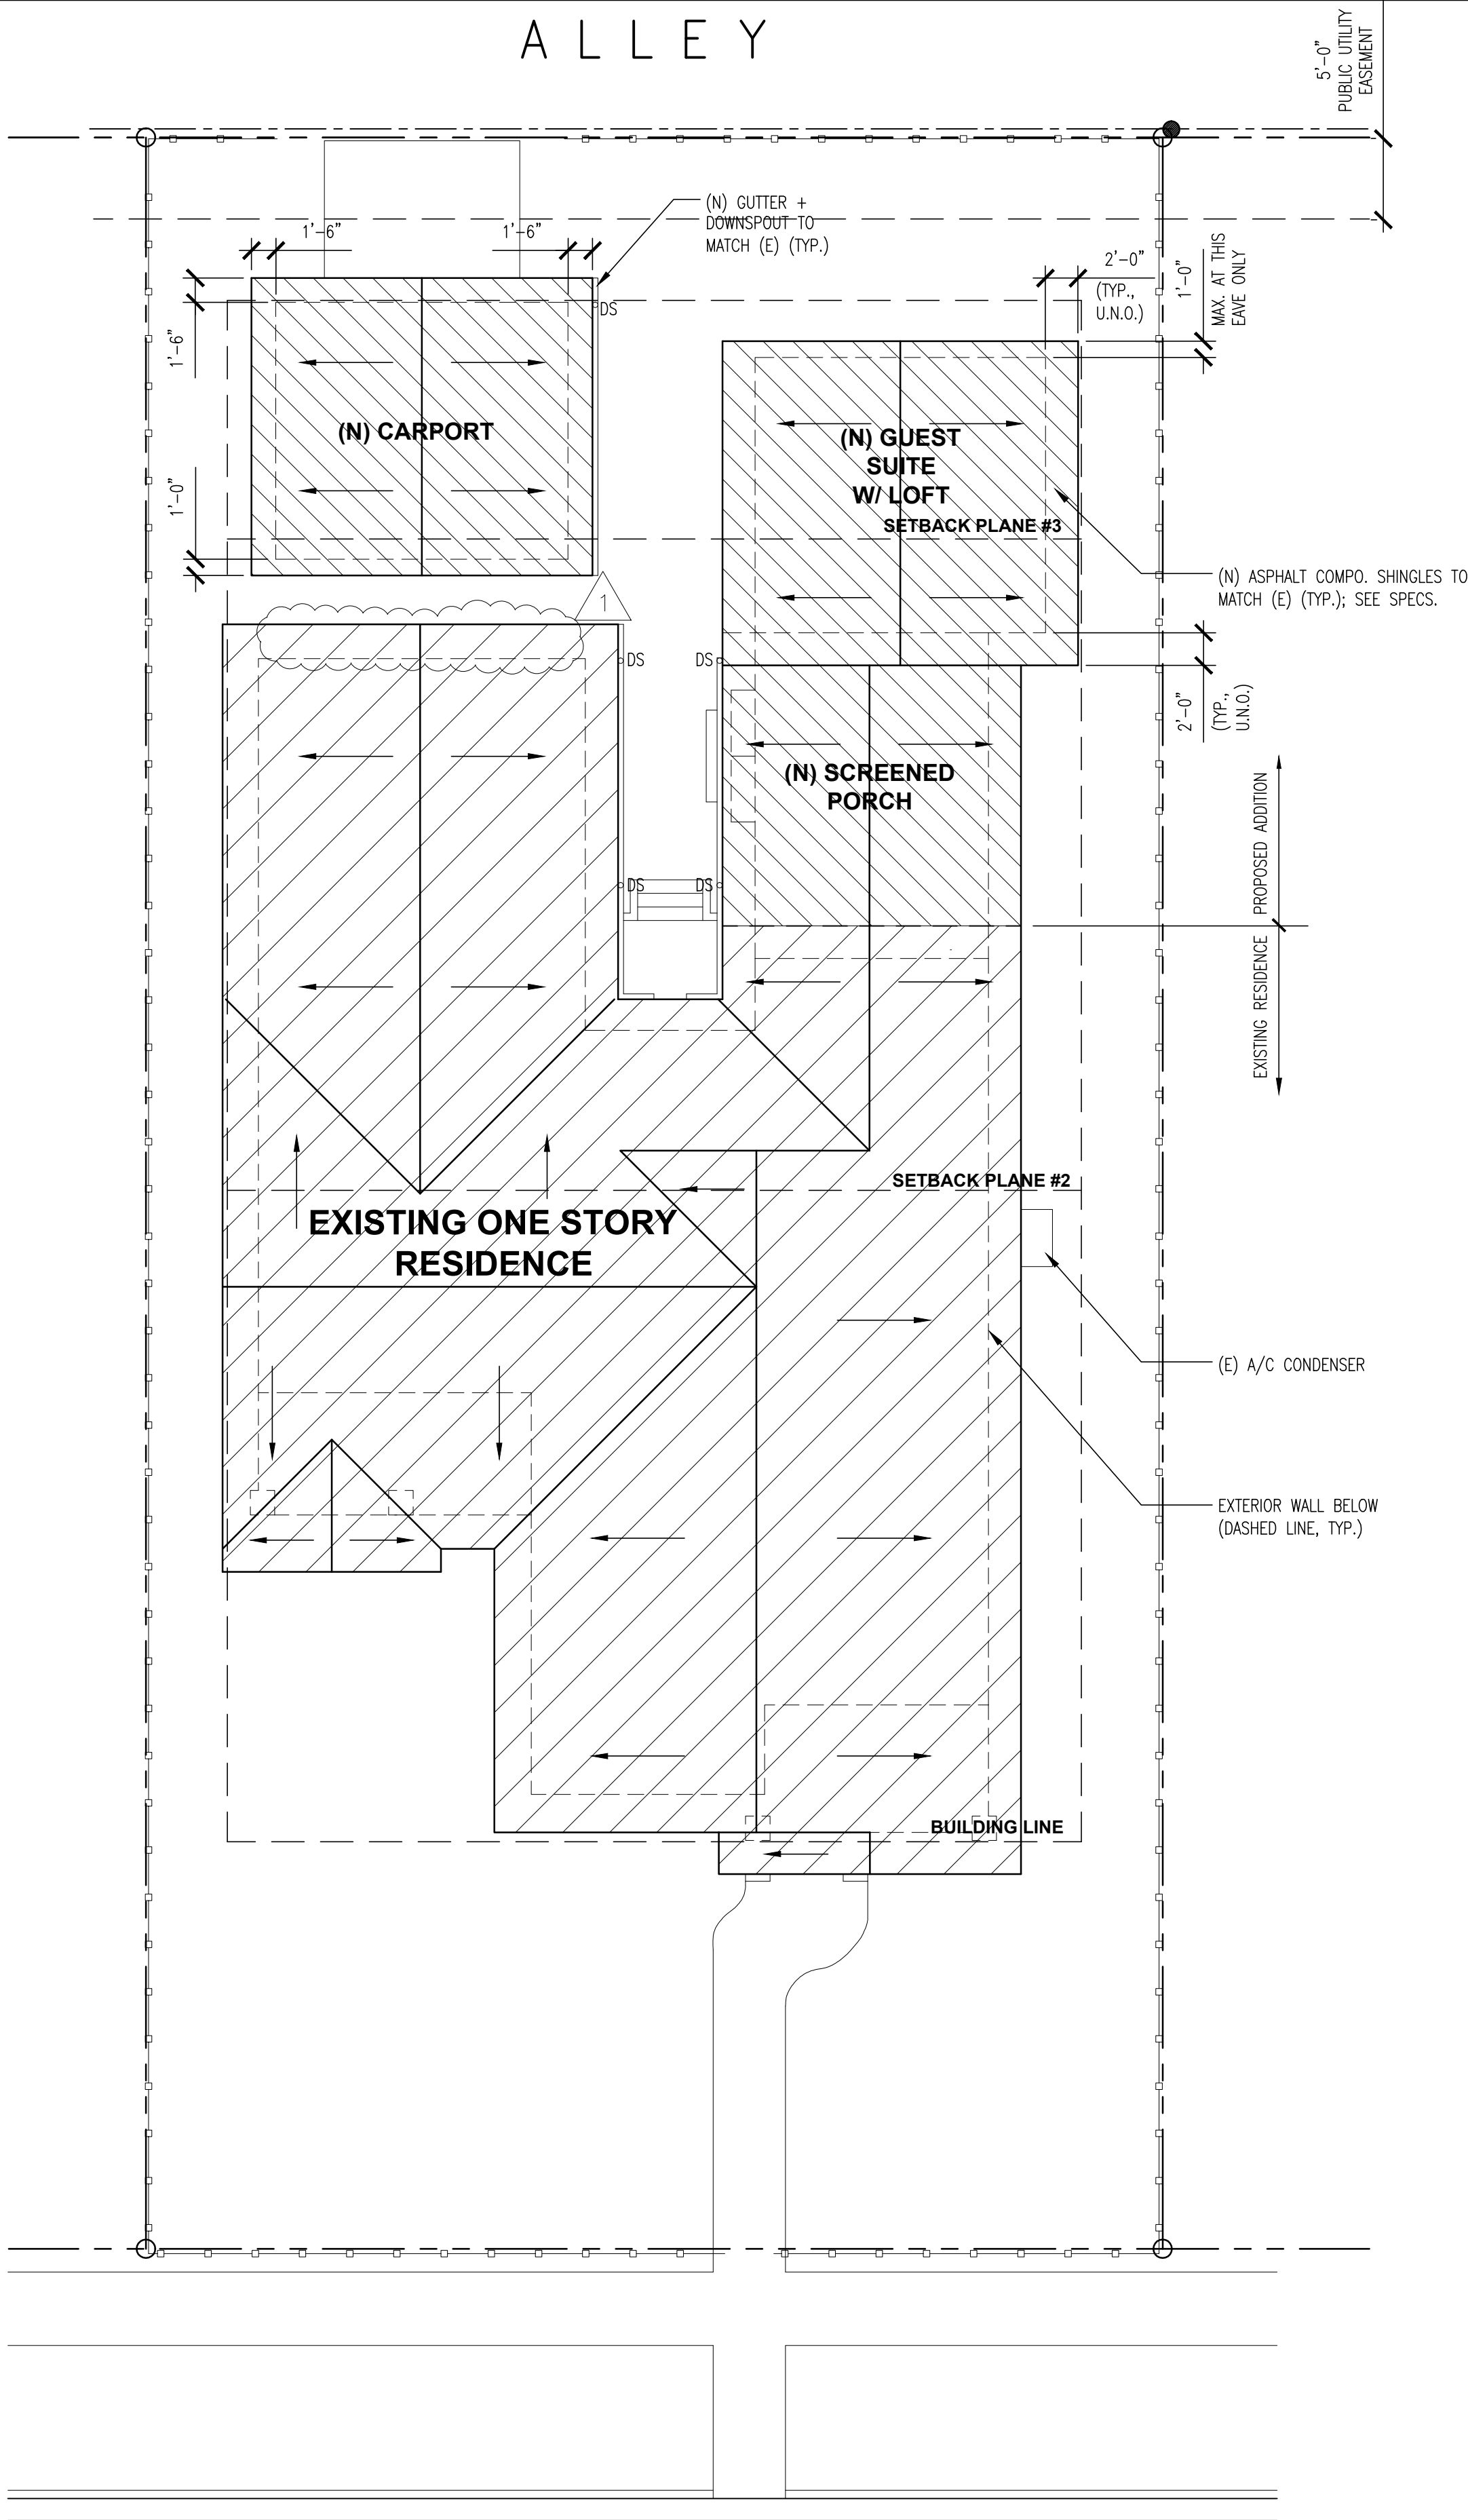 ALLEY
5'-0"
PUBLIC UTILITY
EASEMENT
(N) GUTTER +
DOWNSPOUT TO
MATCH (E) (TYP.)
1'-6"
1'-6"
2'-0"
(TYP.,
U.N.O.)
1'-0"
MAX. AT THIS
EAVE ONLY
DS
1'-6"
(N) CARPORT
1'-0"
(N) GUEST
SUITE
W/ LOFT
SETBACK PLANE #3
(N) ASPHALT COMPO. SHINGLES TO
MATCH (E) (TYP.); SEE SPECS.
1
DS
DS
2'-0"
(TYP.,
U.N.O.)
(N) SCREENED
PORCH
PROPOSED ADDITION
DS
DS
EXISTING RESIDENCE
SETBACK PLANE #2
EXISTING ONE STORY
RESIDENCE
(E) A/C CONDENSER
EXTERIOR WALL BELOW
(DASHED LINE, TYP.)
BUILDING LINE